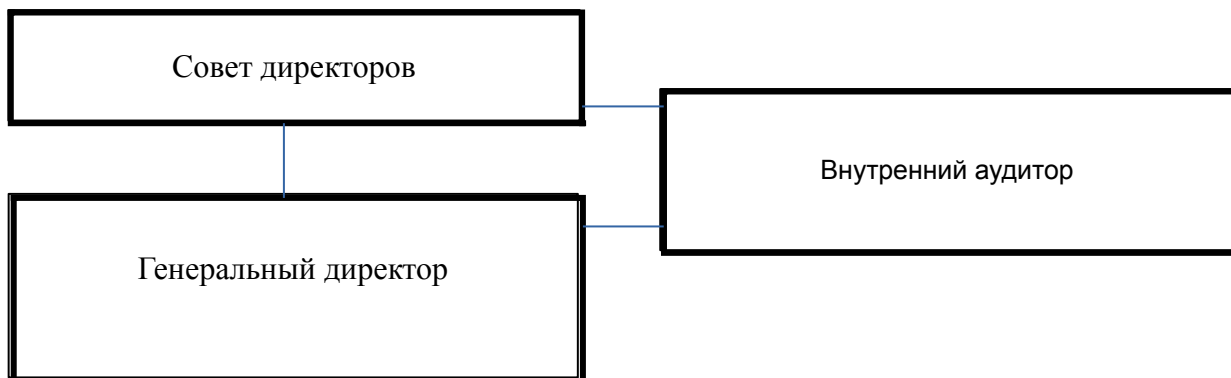 Совет директоров
Внутренний аудитор
Генеральный директор